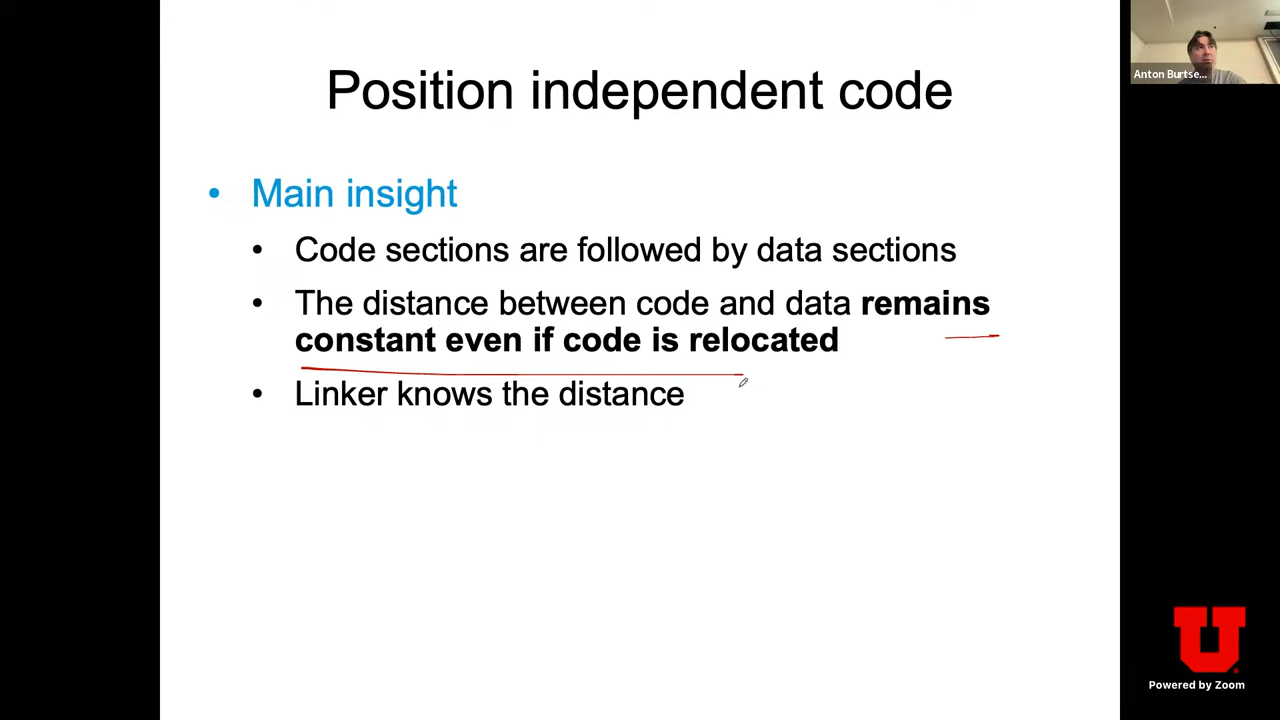 Position independent code
• Main insight
• Code sections are followed by data sections
• The distance between code and data remains
constant even if code is relocated
• Linker knows the distance
Anton Burtse...
U
Powered by Zoom